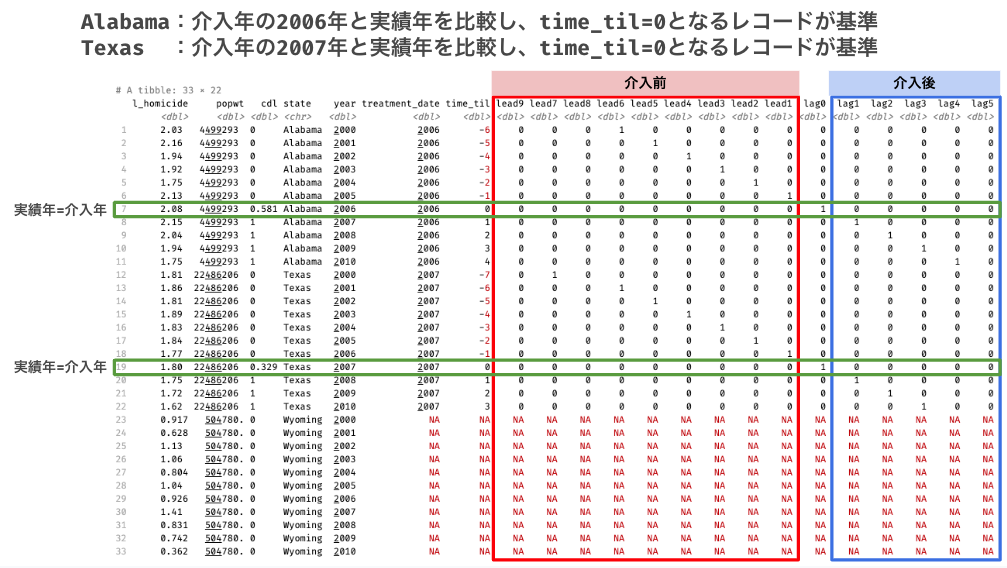 Alabama：介入年の2006年と実績年を比較し、time_til=0となるレコードが基準
Texas　：介入年の2007年と実績年を比較し、time_til=0となるレコードが基準
介入前 介入後
# A tibble: 33 × 22
l_homicide popwt cdl state year treatment_date time_til lead9 lead7 lead8 lead6 lead5 lead4 lead3 lead2 lead1 lag0 lag1 lag2 lag3 lag4 lag5
<dbl> <dbl> <dbl> <chr> <dbl> <dbl> <dbl> <dbl> <dbl> <dbl> <dbl> <dbl> <dbl> <dbl> <dbl> <dbl> <dbl> <dbl> <dbl> <dbl> <dbl> <dbl>
1 2.03 4499293 0 Alabama 2000 2006 -6 0 0 0 1 0 0 0 0 0 0 0 0 0 0 0
2 2.16 4499293 0 Alabama 2001 2006 -5 0 0 0 0 1 0 0 0 0 0 0 0 0 0 0
3 1.94 4499293 0 Alabama 2002 2006 -4 0 0 0 0 0 1 0 0 0 0 0 0 0 0 0
4 1.92 4499293 0 Alabama 2003 2006 -3 0 0 0 0 0 0 1 0 0 0 0 0 0 0 0
5 1.75 4499293 0 Alabama 2004 2006 -2 0 0 0 0 0 0 0 1 0 0 0 0 0 0 0
6 2.13 4499293 0 Alabama 2005 2006 -1 0 0 0 0 0 0 0 0 1 0 0 0 0 0 0
実績年=介入年 7 2.08 4499293 0.581 Alabama 2006 2006 0 0 0 0 0 0 0 0 0 0 1 0 0 0 0 0
8 2.15 4499293 1 Alabama 2007 2006 1 0 0 0 0 0 0 0 0 0 0 1 0 0 0 0
9 2.04 4499293 1 Alabama 2008 2006 2 0 0 0 0 0 0 0 0 0 0 0 1 0 0 0
10 1.94 4499293 1 Alabama 2009 2006 3 0 0 0 0 0 0 0 0 0 0 0 0 1 0 0
11 1.75 4499293 1 Alabama 2010 2006 4 0 0 0 0 0 0 0 0 0 0 0 0 0 1 0
12 1.81 22486206 0 Texas 2000 2007 -7 0 1 0 0 0 0 0 0 0 0 0 0 0 0 0
13 1.86 22486206 0 Texas 2001 2007 -6 0 0 0 1 0 0 0 0 0 0 0 0 0 0 0
14 1.81 22486206 0 Texas 2002 2007 -5 0 0 0 0 1 0 0 0 0 0 0 0 0 0 0
15 1.89 22486206 0 Texas 2003 2007 -4 0 0 0 0 0 1 0 0 0 0 0 0 0 0 0
16 1.83 22486206 0 Texas 2004 2007 -3 0 0 0 0 0 0 1 0 0 0 0 0 0 0 0
17 1.84 22486206 0 Texas 2005 2007 -2 0 0 0 0 0 0 0 1 0 0 0 0 0 0 0
18 1.77 22486206 0 Texas 2006 2007 -1 0 0 0 0 0 0 0 0 1 0 0 0 0 0 0
実績年=介入年 19 1.80 22486206 0.329 Texas 2007 2007 0 0 0 0 0 0 0 0 0 0 1 0 0 0 0 0
20 1.75 22486206 1 Texas 2008 2007 1 0 0 0 0 0 0 0 0 0 0 1 0 0 0 0
21 1.72 22486206 1 Texas 2009 2007 2 0 0 0 0 0 0 0 0 0 0 0 1 0 0 0
22 1.62 22486206 1 Texas 2010 2007 3 0 0 0 0 0 0 0 0 0 0 0 0 1 0 0
23 0.917 504780. 0 Wyoming 2000 NA NA NA NA NA NA NA NA NA NA NA NA NA NA NA NA NA
24 0.628 504780. 0 Wyoming 2001 NA NA NA NA NA NA NA NA NA NA NA NA NA NA NA NA NA
25 1.13 504780. 0 Wyoming 2002 NA NA NA NA NA NA NA NA NA NA NA NA NA NA NA NA NA
26 1.06 504780. 0 Wyoming 2003 NA NA NA NA NA NA NA NA NA NA NA NA NA NA NA NA NA
27 0.804 504780. 0 Wyoming 2004 NA NA NA NA NA NA NA NA NA NA NA NA NA NA NA NA NA
28 1.04 504780. 0 Wyoming 2005 NA NA NA NA NA NA NA NA NA NA NA NA NA NA NA NA NA
29 0.926 504780. 0 Wyoming 2006 NA NA NA NA NA NA NA NA NA NA NA NA NA NA NA NA NA
30 1.41 504780. 0 Wyoming 2007 NA NA NA NA NA NA NA NA NA NA NA NA NA NA NA NA NA
31 0.831 504780. 0 Wyoming 2008 NA NA NA NA NA NA NA NA NA NA NA NA NA NA NA NA NA
32 0.742 504780. 0 Wyoming 2009 NA NA NA NA NA NA NA NA NA NA NA NA NA NA NA NA NA
33 0.362 504780. 0 Wyoming 2010 NA NA NA NA NA NA NA NA NA NA NA NA NA NA NA NA NA